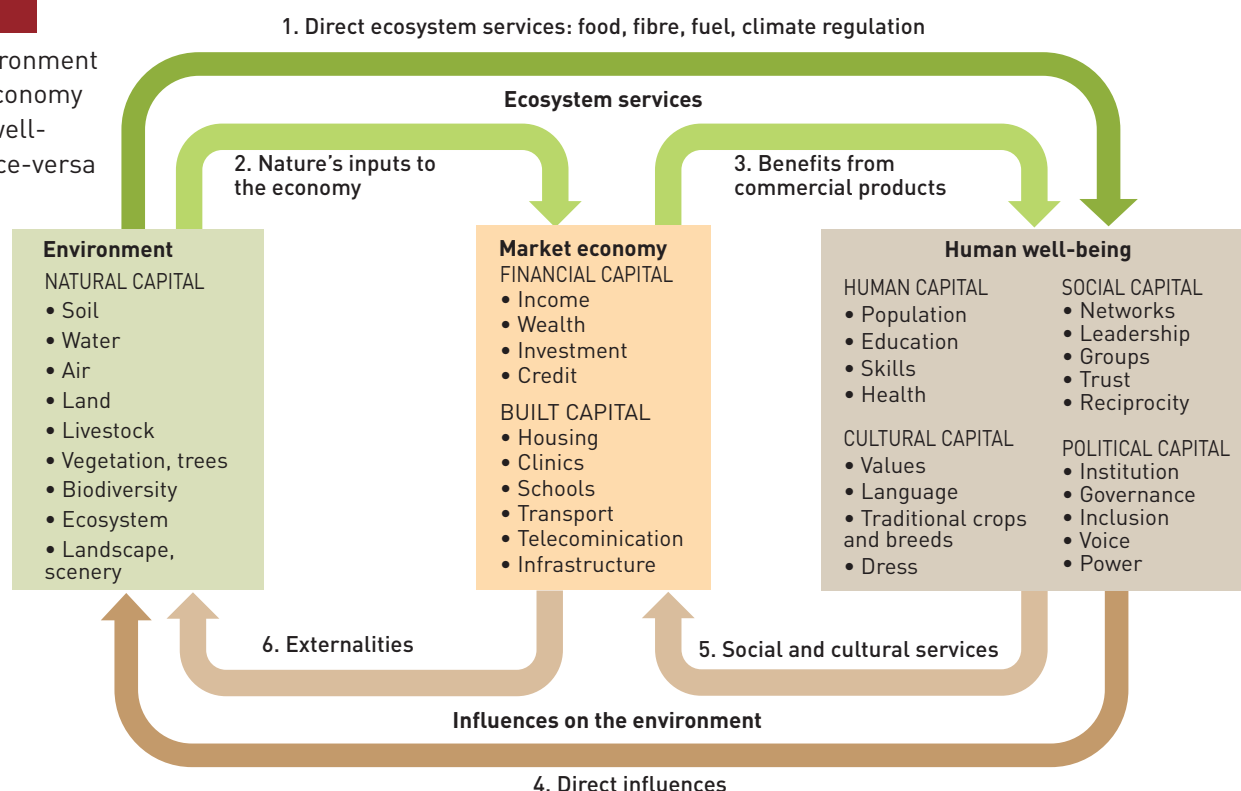 1. Direct ecosystem services: food, fibre, fuel, climate regulation
ronment
conomy
well-
ce-versa
Ecosystem services
2. Nature's inputs to
the economy
3. Benefits from
commercial products
Environment
NATURAL CAPITAL
• Soil
• Water
• Air
• Land
• Livestock
• Vegetation, trees
• Biodiversity
• Ecosystem
• Landscape,
scenery
Market economy
FINANCIAL CAPITAL
• Income
• Wealth
• Investment
• Credit
BUILT CAPITAL
• Housing
• Clinics
• Schools
• Transport
• Telecominication
• Infrastructure
Human well-being
HUMAN CAPITAL
• Population
• Education
• Skills
• Health
CULTURAL CAPITAL
• Values
• Language
• Traditional crops
and breeds
• Dress
SOCIAL CAPITAL
• Networks
• Leadership
• Groups
• Trust
• Reciprocity
POLITICAL CAPITAL
• Institution
• Governance
• Inclusion
• Voice
• Power
6. Externalities
5. Social and cultural services
Influences on the environment
4. Direct influences